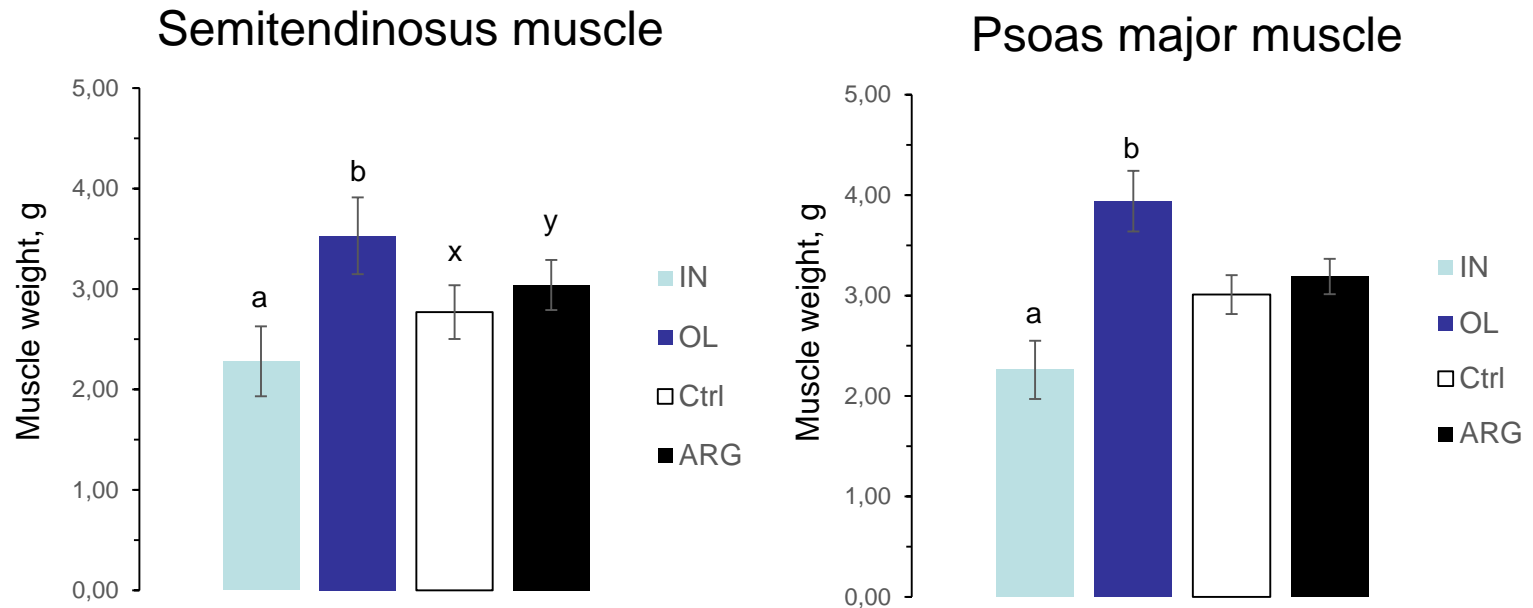 Semitendinosus muscle
Muscle weight, g
5,00
4,00
3,00
2,00
1,00
0,00
a
b
x
y
IN
OL
Ctrl
ARG
Psoas major muscle
Muscle weight, g
5,00
4,00
3,00
2,00
1,00
0,00
a
b
IN
OL
Ctrl
ARG